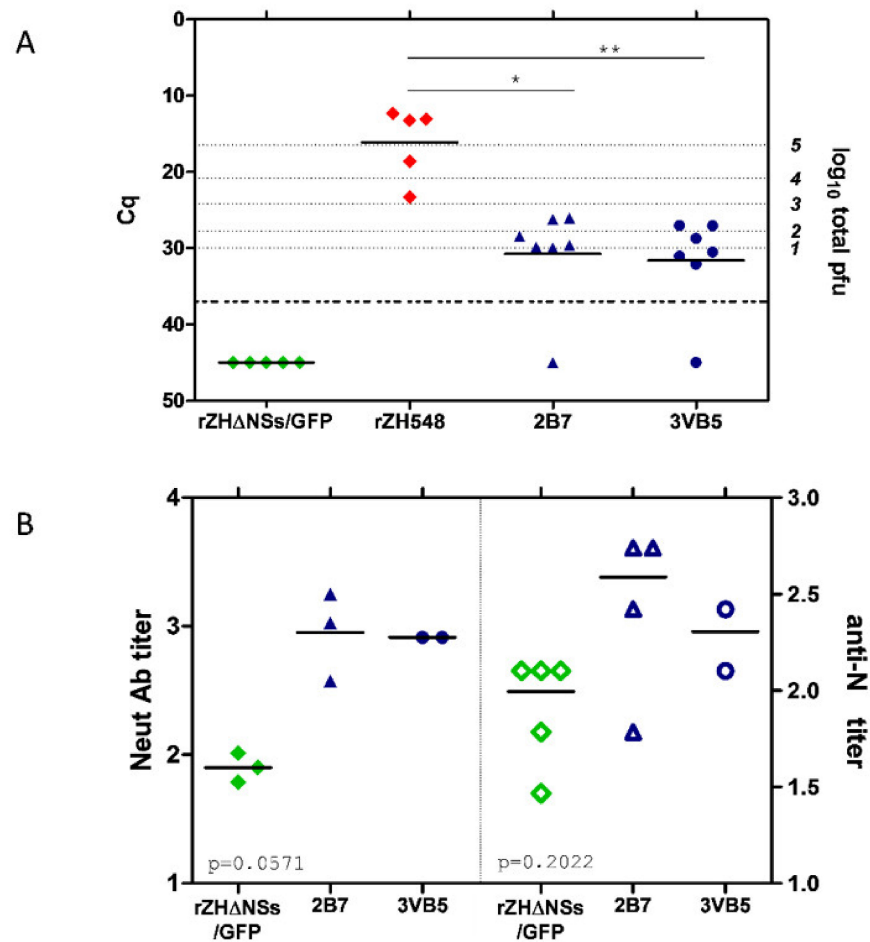 A
0
10
20
30
40
50
Cq
**
*
5
4
3
2
1
log10 total pfu
rZHΔNSs/GFP
rZH548
2B7
3VB5
B
4
3
2
1
Neut Ab titer
3.0
2.5
2.0
1.5
1.0
anti-N titer
p=0.0571
p=0.2022
rZHΔNSs
/GFP
2B7
3VB5
rZHΔNSs
/GFP
2B7
3VB5